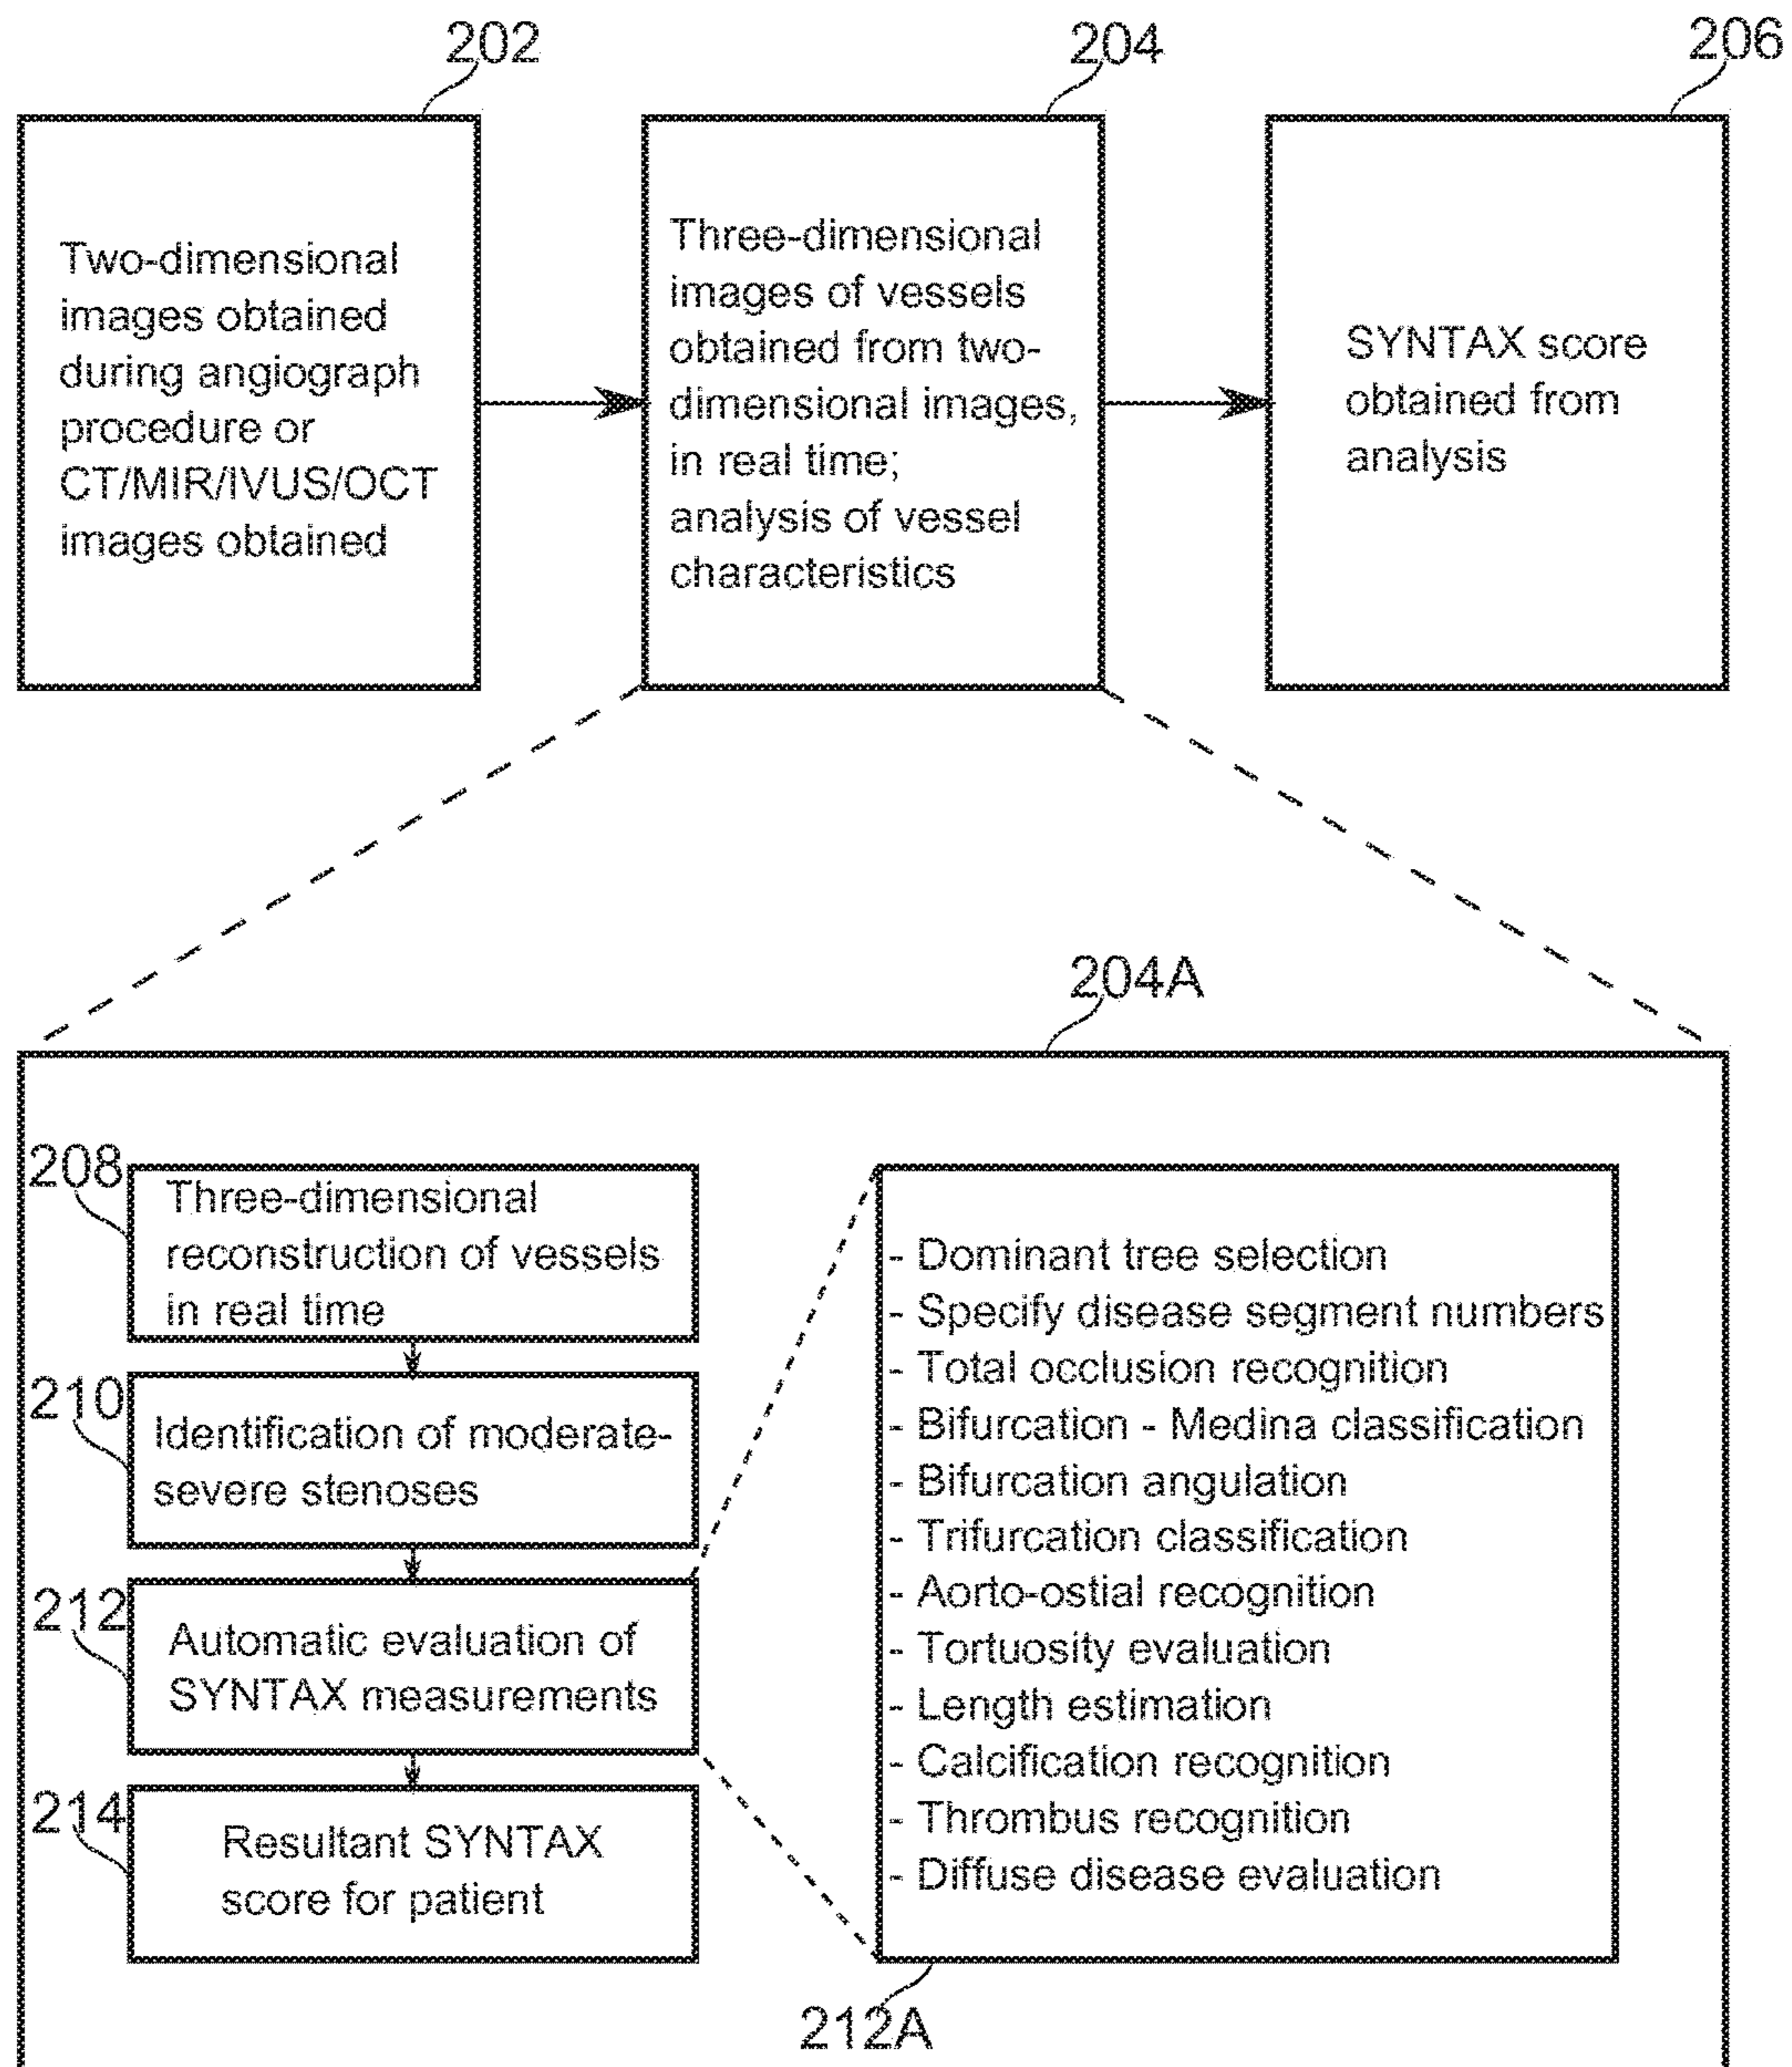 202
204
206
Two-dimensional
images obtained
during angiograph
procedure or
CT/MIR/IVUS/OCT
images obtained
Three-dimensional
images of vessels
obtained from two-
dimensional images,
in real time;
analysis of vessel
characteristics
SYNTAX score
obtained from
analysis
204A
208
Three-dimensional
reconstruction of vessels
in real time
210
Identification of moderate-
severe stenoses
212
Automatic evaluation of
SYNTAX measurements
214
Resultant SYNTAX
score for patient
- Dominant tree selection
- Specify disease segment numbers
- Total occlusion recognition
- Bifurcation - Medina classification
- Bifurcation angulation
- Trifurcation classification
- Aorto-ostial recognition
- Tortuosity evaluation
- Length estimation
- Calcification recognition
- Thrombus recognition
- Diffuse disease evaluation
212A